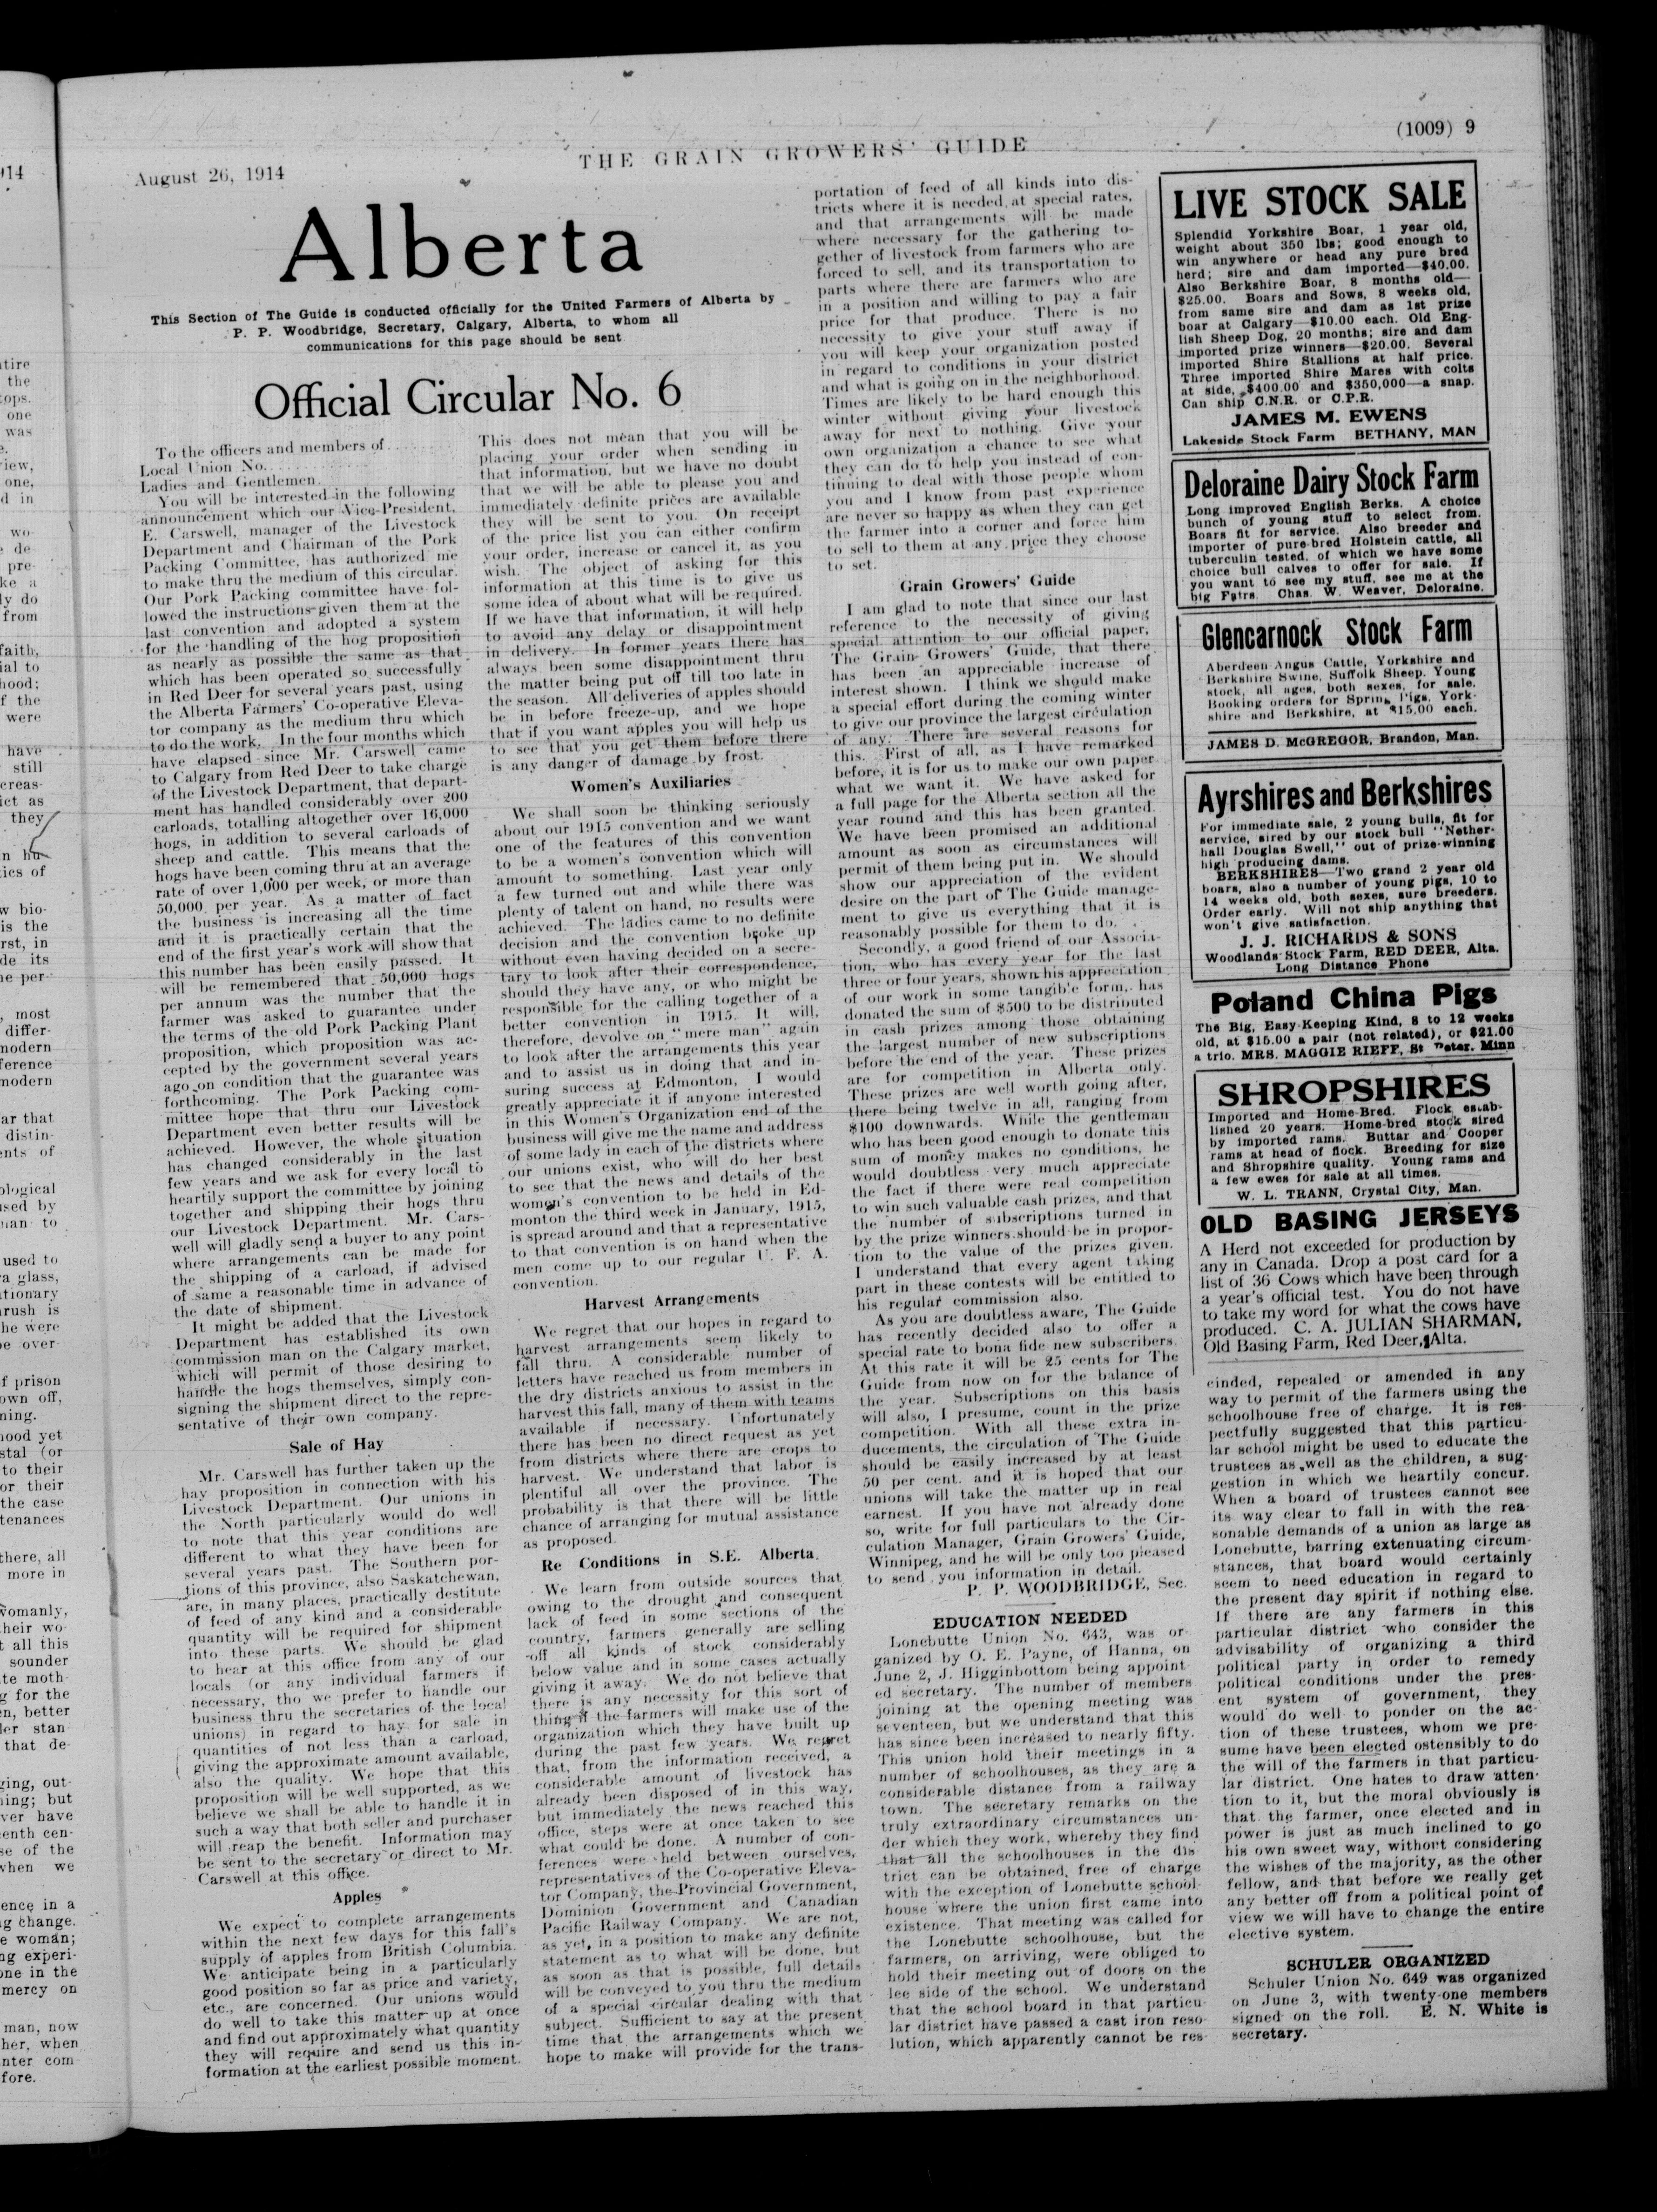 (1009) 9
August 26, 1914
THE GRAIN GROWERS' GUIDE
Alberta
This Section of The Guide is conducted officially for the United Farmers of Alberta by
P. P. Woodbridge, Secretary, Calgary, Alberta, to whom all
communications for this page should be sent
Official Circular No. 6
To the officers and members of........
Local Union No...............
Ladies and Gentlemen.
You will be interested in the following
announcement which our Vice-President,
E. Carswell, manager of the Livestock
Department and Chairman of the Pork
Packing Committee, has authorized me
to make thru the medium of this circular.
Our Pork Packing committee have fol-
lowed the instructions given them at the
last convention and adopted a system
for the handling of the hog proposition
as nearly as possible the same as that
which has been operated so successfully
in Red Deer for several years past, using
the Alberta Farmers' Co-operative Eleva-
tor company as the medium thru which
to do the work. In the four months which
have elapsed since Mr. Carswell came
to Calgary from Red Deer to take charge
of the Livestock Department, that depart-
ment has handled considerably over 200
carloads, totalling altogether over 16,000
hogs, in addition to several carloads of
sheep and cattle. This means that the
hogs have been coming thru at an average
rate of over 1,000 per week, or more than
50,000 per year. As a matter of fact
the business is increasing all the time
and it is practically certain that the
end of the first year's work will show that
this number has been easily passed. It
will be remembered that 50,000 hogs
per annum was the number that the
farmer was asked to guarantee under
the terms of the old Pork Packing Plant
proposition, which proposition was ac-
cepted by the government several years
ago on condition that the guarantee was
forthcoming. The Pork Packing com-
mittee hope that thru our Livestock
Department even better results will be
achieved. However, the whole situation
has changed considerably in the last
few years and we ask for every local to
heartily support the committee by joining
together and shipping their hogs thru
our Livestock Department. Mr. Cars-
well will gladly send a buyer to any point
where arrangements can be made for
the shipping of a carload, if advised
of same a reasonable time in advance of
the date of shipment.
It might be added that the Livestock
Department has established its own
commission man on the Calgary market,
which will permit of those desiring to
handle the hogs themselves, simply con-
signing the shipment direct to the repre-
sentative of their own company.
Sale of Hay
Mr. Carswell has further taken up the
hay proposition in connection with his
Livestock Department. Our unions in
the North particularly would do well
to note that this year conditions are
different to what they have been for
several years past. The Southern por-
tions of this province, also Saskatchewan,
are, in many places, practically destitute
of feed of any kind and a considerable
quantity will be required for shipment
into these parts. We should be glad
to hear at this office from any of our
locals (or any individual farmers if
necessary, tho we prefer to handle our
business thru the secretaries of the local
unions) in regard to hay for sale in
quantities of not less than a carload,
giving the approximate amount available,
also the quality. We hope that this
proposition will be well supported, as we
believe we shall be able to handle it in
such a way that both seller and purchaser
will reap the benefit. Information may
be sent to the secretary or direct to Mr.
Carswell at this office.
Apples
We expect to complete arrangements
within the next few days for this fall's
supply of apples from British Columbia.
We anticipate being in a particularly
good position so far as price and variety,
etc., are concerned. Our unions would
do well to take this matter up at once
and find out approximately what quantity
they will require and send us this in-
formation at the earliest possible moment.
This does not mean that you will be
placing your order when sending in
that information, but we have no doubt
that we will be able to please you and
immediately definite prices are available
they will be sent to you. On receipt
of the price list you can either confirm
your order, increase or cancel it, as you
wish. The object of asking for this
information at this time is to give us
some idea of about what will be required.
If we have that information, it will help
to avoid any delay or disappointment
in delivery. In former years there has
always been some disappointment thru
the matter being put off till too late in
the season. All deliveries of apples should
be in before freeze-up, and we hope
that if you want apples you will help us
to see that you get them before there
is any danger of damage by frost.
Women's Auxiliaries
We shall soon be thinking seriously
about our 1915 convention and we want
one of the features of this convention
to be a women's convention which will
amount to something. Last year only
a few turned out and while there was
plenty of talent on hand, no results were
achieved. The ladies came to no definite
decision and the convention broke up
without even having decided on a secre-
tary to look after their correspondence,
should they have any, or who might be
responsible for the calling together of a
better convention in 1915. It will,
therefore, devolve on "mere man" again
to look after the arrangements this year
and to assist us in doing that and in-
suring success at Edmonton, I would
greatly appreciate it if anyone interested
in this Women's Organization end of the
business will give me the name and address
of some lady in each of the districts where
our unions exist, who will do her best
to see that the news and details of the
women's convention to be held in Ed-
monton the third week in January, 1915,
is spread around and that a representative
to that convention is on hand when the
men come up to our regular U. F. A.
convention.
Harvest Arrangements
We regret that our hopes in regard to
harvest arrangements seem likely to
fall thru. A considerable number of
letters have reached us from members in
the dry districts anxious to assist in the
harvest this fall, many of them with teams
available if necessary. Unfortunately
there has been no direct request as yet
from districts where there are crops to
harvest. We understand that labor is
plentiful all over the province. The
probability is that there will be little
chance of arranging for mutual assistance
as proposed.
Re Conditions in S.E. Alberta
We learn from outside sources that
owing to the drought and consequent
lack of feed in some sections of the
country, farmers generally are selling
off all kinds of stock considerably
below value and in some cases actually
giving it away. We do not believe that
there is any necessity for this sort of
thing if the farmers will make use of the
organization which they have built up
during the past few years. We regret
that, from the information received, a
considerable amount of livestock has
already been disposed of in this way,
but immediately the news reached this
office, steps were at once taken to see
what could be done. A number of con-
ferences were held between ourselves,
representatives of the Co-operative Eleva-
tor Company, the Provincial Government,
Dominion Government and Canadian
Pacific Railway Company. We are not,
as yet, in a position to make any definite
statement as to what will be done, but
as soon as that is possible, full details
will be conveyed to you thru the medium
of a special circular dealing with that
subject. Sufficient to say at the present
time that the arrangements which we
hope to make will provide for the trans-
portation of feed of all kinds into dis-
tricts where it is needed at special rates,
and that arrangements will be made
where necessary for the gathering to-
gether of livestock from farmers who are
forced to sell, and its transportation to
parts where there are farmers who are
in a position and willing to pay a fair
price for that produce. There is no
necessity to give your stuff away if
you will keep your organization posted
in regard to conditions in your district
and what is going on in the neighborhood.
Times are likely to be hard enough this
winter without giving your livestock
away for next to nothing. Give your
own organization a chance to see what
they can do to help you instead of con-
tinuing to deal with those people whom
you and I know from past experience
are never so happy as when they can get
the farmer into a corner and force him
to sell to them at any price they choose
to set.
Grain Growers' Guide
I am glad to note that since our last
reference to the necessity of giving
special attention to our official paper,
The Grain Growers' Guide, that there
has been an appreciable increase of
interest shown. I think we should make
a special effort during the coming winter
to give our province the largest circulation
of any. There are several reasons for
this. First of all, as I have remarked
before, it is for us to make our own paper
what we want it. We have asked for
a full page for the Alberta section all the
year round and this has been granted.
We have been promised an additional
amount as soon as circumstances will
permit of them being put in. We should
show our appreciation of the evident
desire on the part of The Guide manage-
ment to give us everything that it is
reasonably possible for them to do.
Secondly, a good friend of our Associa-
tion, who has every year for the last
three or four years, shown his appreciation
of our work in some tangible form, has
donated the sum of $500 to be distributed
in cash prizes among those obtaining
the largest number of new subscriptions
before the end of the year. These prizes
are for competition in Alberta only.
These prizes are well worth going after,
there being twelve in all, ranging from
$100 downwards. While the gentleman
who has been good enough to donate this
sum of money makes no conditions, he
would doubtless very much appreciate
the fact if there were real competition
to win such valuable cash prizes, and that
the number of subscriptions turned in
by the prize winners should be in propor-
tion to the value of the prizes given.
I understand that every agent taking
part in these contests will be entitled to
his regular commission also.
As you are doubtless aware, The Guide
has recently decided also to offer a
special rate to bona fide new subscribers.
At this rate it will be 25 cents for The
Guide from now on for the balance of
the year. Subscriptions on this basis
will also, I presume, count in the prize
competition. With all these extra in-
ducements, the circulation of The Guide
should be easily increased by at least
50 per cent. and it is hoped that our
unions will take the matter up in real
earnest. If you have not already done
so, write for full particulars to the Cir-
culation Manager, Grain Growers' Guide,
Winnipeg, and he will be only too pleased
to send you information in detail.
P. P. WOODBRIDGE, Sec.
EDUCATION NEEDED
Lonebutte Union No. 643, was or-
ganized by O. E. Payne, of Hanna, on
June 2, J. Higginbottom being appoint-
ed secretary. The number of members
joining at the opening meeting was
seventeen, but we understand that this
has since been increased to nearly fifty.
This union hold their meetings in a
number of schoolhouses, as they are a
considerable distance from a railway
town. The secretary remarks on the
truly extraordinary circumstances un-
der which they work, whereby they find
that all the schoolhouses in the dis-
trict can be obtained, free of charge
with the exception of Lonebutte school-
house where the union first came into
existence. That meeting was called for
the Lonebutte schoolhouse, but the
farmers, on arriving, were obliged to
hold their meeting out of doors on the
lee side of the school. We understand
that the school board in that particu-
lar district have passed a cast iron reso-
lution, which apparently cannot be res-
LIVE STOCK SALE
Splendid Yorkshire Boar, 1 year old,
weight about 350 lbs; good enough to
win anywhere or head any pure bred
herd; sire and dam imported—$40.00.
Also Berkshire Boar, 8 months old—
$25.00. Boars and Sows, 8 weeks old,
from same sire and dam as 1st prize
boar at Calgary—$10.00 each. Old Eng-
lish Sheep Dog, 20 months; sire and dam
imported prize winners—$20.00. Several
imported Shire Stallions at half price.
Three imported Shire Mares with colts
at side, $400.00 and $350,000—a snap.
Can ship C.N.R. or C.P.R.
JAMES M. EWENS
Lakeside Stock Farm BETHANY, MAN
Deloraine Dairy Stock Farm
Long improved English Berks. A choice
bunch of young stuff to select from.
Boars fit for service. Also breeder and
importer of pure-bred Holstein cattle, all
tuberculin tested, of which we have some
choice bull calves to offer for sale. If
you want to see my stuff, see me at the
big Fairs. Chas. W. Weaver, Deloraine.
Glencarnock Stock Farm
Aberdeen Angus Cattle, Yorkshire and
Berkshire Swine, Suffolk Sheep. Young
stock, all ages, both sexes, for sale.
Booking orders for Spring Pigs, York-
shire and Berkshire, at $15.00 each.
JAMES D. McGREGOR, Brandon, Man.
Ayrshires and Berkshires
For immediate sale, 2 young bulls, fit for
service, sired by our stock bull "Nether-
hall Douglas Swell," out of prize-winning
high producing dams.
BERKSHIRES—Two grand 2 year old
boars, also a number of young pigs, 10 to
14 weeks old, both sexes, sure breeders.
Order early. Will not ship anything that
won't give satisfaction.
J. J. RICHARDS & SONS
Woodlands Stock Farm, RED DEER, Alta.
Long Distance Phone
Poland China Pigs
The Big, Easy-Keeping Kind, 8 to 12 weeks
old, at $15.00 a pair (not related), or $21.00
a trio. MRS. MAGGIE RIEFF, St Peter, Minn
SHROPSHIRES
Imported and Home-Bred. Flock estab-
lished 20 years. Home-bred stock sired
by imported rams. Buttar and Cooper
rams at head of flock. Breeding for size
and Shropshire quality. Young rams and
a few ewes for sale at all times.
W. L. TRANN, Crystal City, Man.
OLD BASING JERSEYS
A Herd not exceeded for production by
any in Canada. Drop a post card for a
list of 36 Cows which have been through
a year's official test. You do not have
to take my word for what the cows have
produced. C. A. JULIAN SHARMAN,
Old Basing Farm, Red Deer, Alta.
cinded, repealed or amended in any
way to permit of the farmers using the
schoolhouse free of charge. It is res-
pectfully suggested that this particu-
lar school might be used to educate the
trustees as well as the children, a sug-
gestion in which we heartily concur.
When a board of trustees cannot see
its way clear to fall in with the rea-
sonable demands of a union as large as
Lonebutte, barring extenuating circum-
stances, that board would certainly
seem to need education in regard to
the present day spirit if nothing else.
If there are any farmers in this
particular district who consider the
advisability of organizing a third
political party in order to remedy
political conditions under the pres-
ent system of government, they
would do well to ponder on the ac-
tion of these trustees, whom we pre-
sume have been elected ostensibly to do
the will of the farmers in that particu-
lar district. One hates to draw atten-
tion to it, but the moral obviously is
that the farmer, once elected and in
power is just as much inclined to go
his own sweet way, without considering
the wishes of the majority, as the other
fellow, and that before we really get
any better off from a political point of
view we will have to change the entire
elective system.
SCHULER ORGANIZED
Schuler Union No. 649 was organized
on June 3, with twenty-one members
signed on the roll. E. N. White is
secretary.